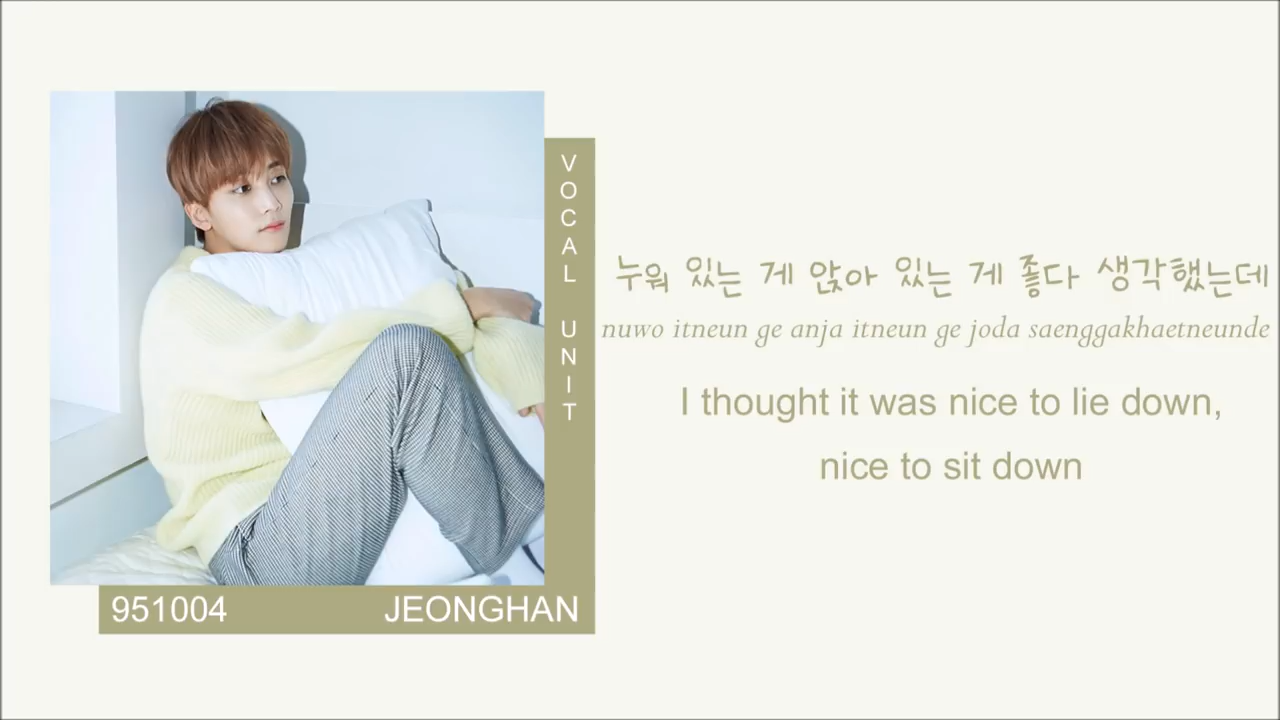 VOCAL UNIT
951004 JEONGHAN
누워 있는 게 앉아 있는 게 좋다 생각했는데
nuwo itneun ge anja itneun ge joda saenggakhaetneunde
I thought it was nice to lie down,
nice to sit down